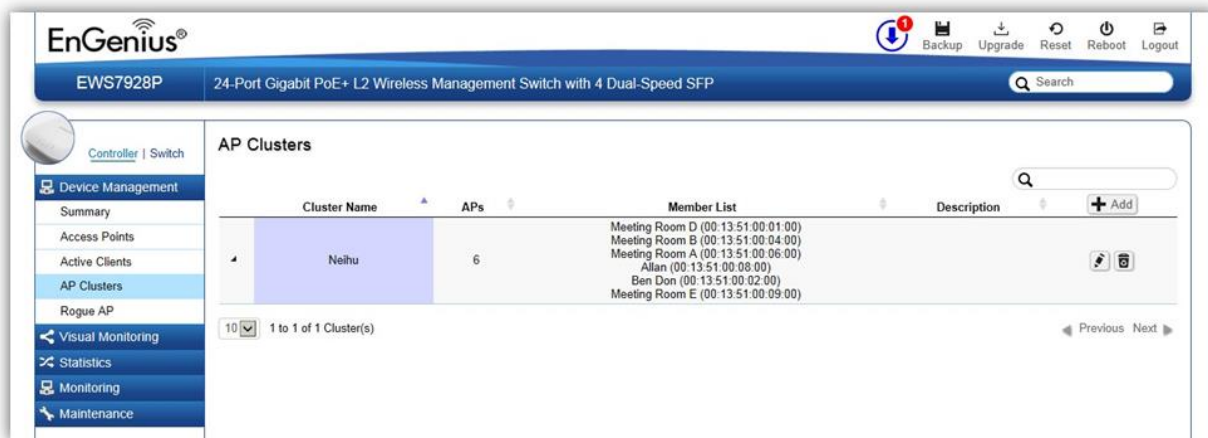 EnGenius®
1
Backup Upgrade Reset Reboot Logout
EWS7928P 24-Port Gigabit PoE+ L2 Wireless Management Switch with 4 Dual-Speed SFP Search
Controller | Switch
AP Clusters
Device Management
Summary
Access Points
Active Clients
AP Clusters
Rogue AP
Visual Monitoring
Statistics
Monitoring
Maintenance
Cluster Name APs Member List Description Add
Neihu 6
Meeting Room D (00:13:51:00:01:00)
Meeting Room B (00:13:51:00:04:00)
Meeting Room A (00:13:51:00:06:00)
Allan (00:13:51:00:08:00)
Ben Don (00:13:51:00:02:00)
Meeting Room E (00:13:51:00:09:00)
10 1 to 1 of 1 Cluster(s) Previous Next